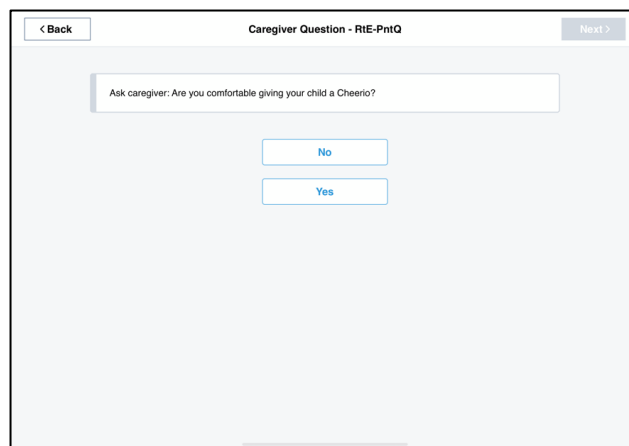 < Back
Caregiver Question - RtE-PntQ
Next >
Ask caregiver: Are you comfortable giving your child a Cheerio?
No
Yes